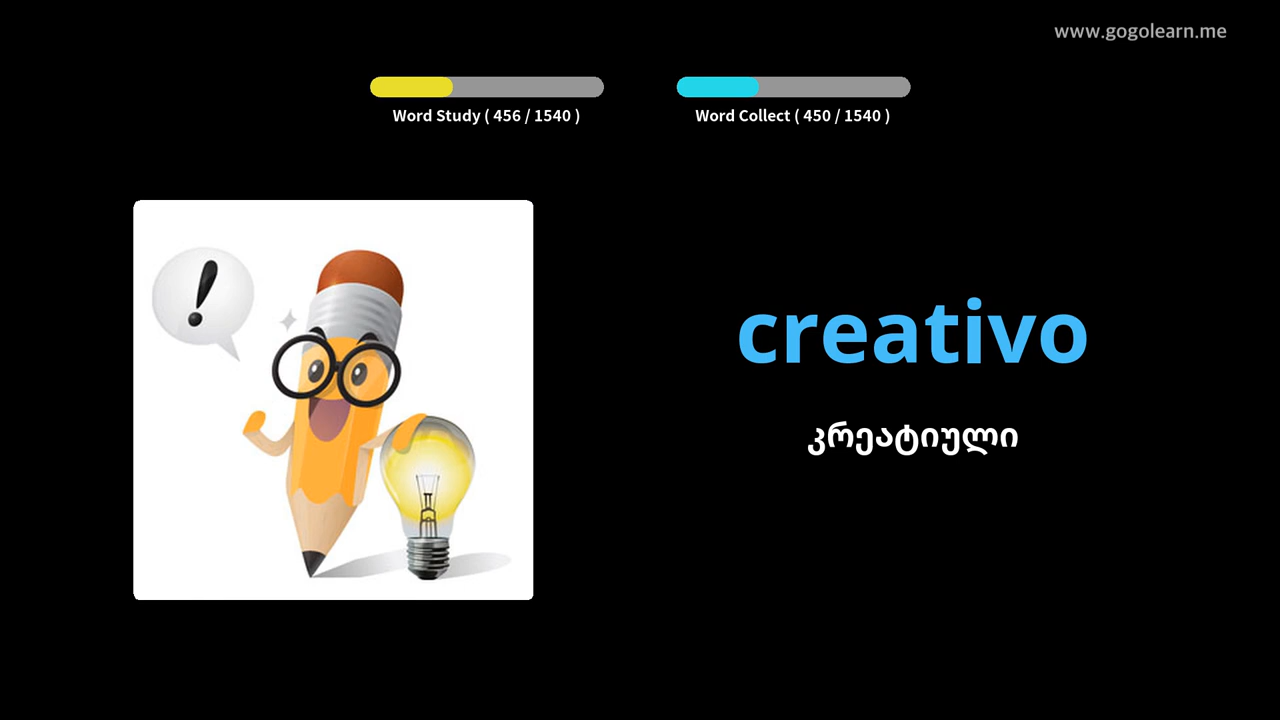 www.gogolearn.me
Word Study ( 456 / 1540 )
Word Collect ( 450 / 1540 )
!
creativo
კრეატიული